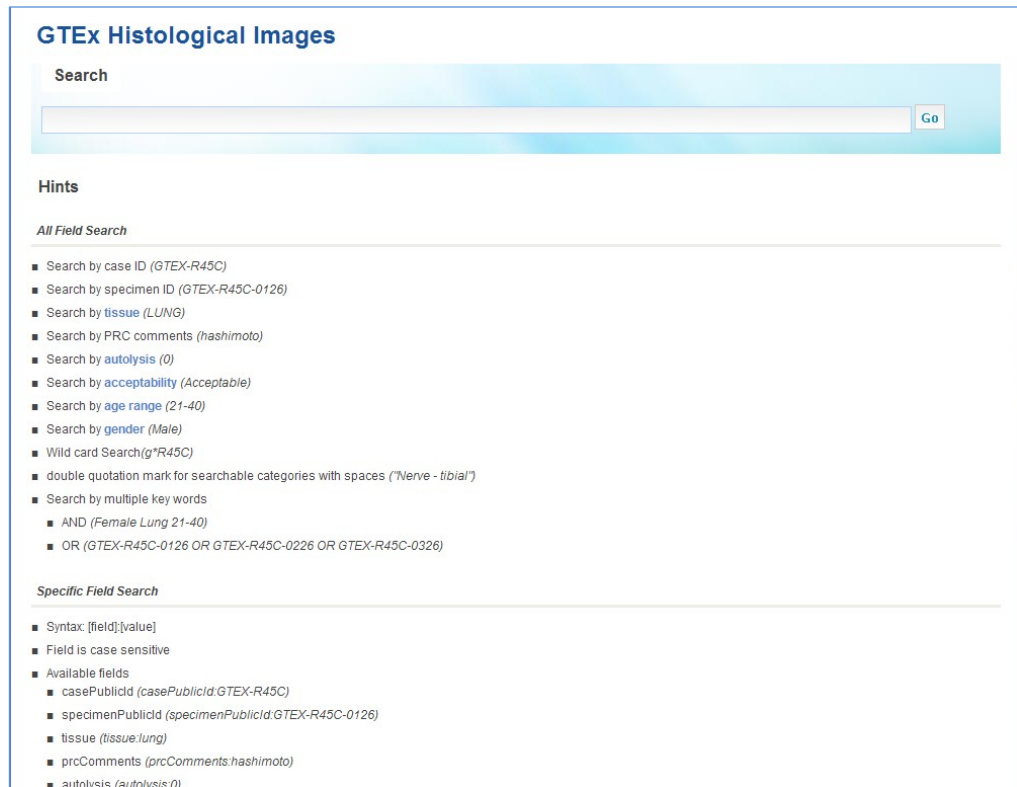 GTEx Histological Images
Search
Go
Hints
All Field Search
Search by case ID (GTEX-R45C)
Search by specimen ID (GTEX-R45C-0126)
Search by tissue (LUNG)
Search by PRC comments (hashimoto)
Search by autolysis (0)
Search by acceptability (Acceptable)
Search by age range (21-40)
Search by gender (Male)
Wild card Search(g*R45C)
double quotation mark for searchable categories with spaces ("Nerve - tibial")
Search by multiple key words
AND (Female Lung 21-40)
OR (GTEX-R45C-0126 OR GTEX-R45C-0226 OR GTEX-R45C-0326)
Specific Field Search
Syntax: [field]:[value]
Field is case sensitive
Available fields
casePublicId (casePublicId:GTEX-R45C)
specimenPublicId (specimenPublicId:GTEX-R45C-0126)
tissue (tissue:lung)
prcComments (prcComments:hashimoto)
autolysis (autolysis:0)